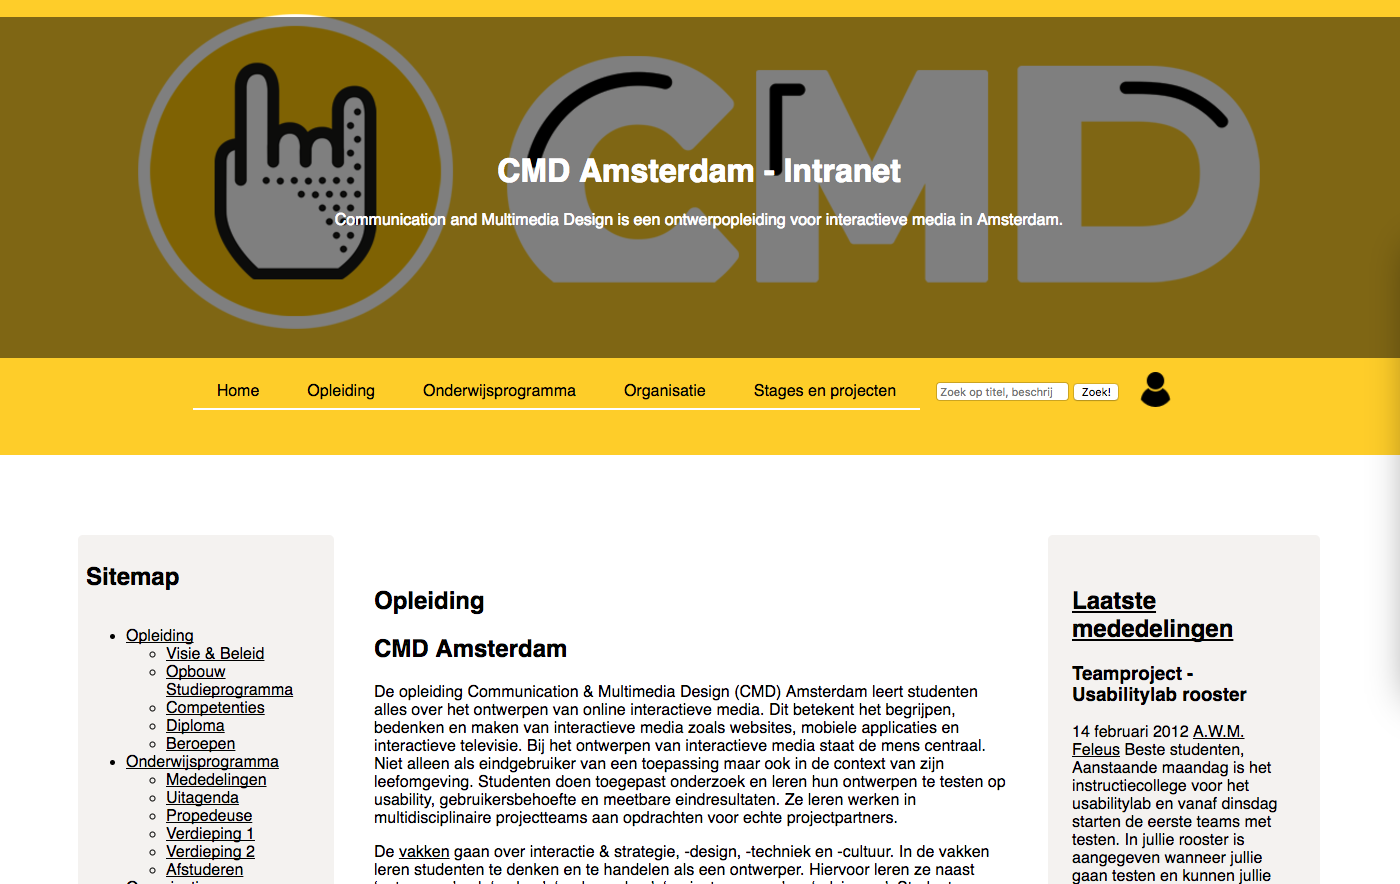 CMD
CMD Amsterdam - Intranet
Communication and Multimedia Design is een ontwerpopleiding voor interactieve media in Amsterdam.
Home Opleiding Onderwijsprogramma Organisatie Stages en projecten Zoek op titel, beschrij Zoek!
Sitemap
Opleiding
Visie & Beleid
Opbouw
Studieprogramma
Competenties
Diploma
Beroepen
Onderwijsprogramma
Mededelingen
Uitagenda
Propedeuse
Verdieping 1
Verdieping 2
Afstuderen
Opleiding
CMD Amsterdam
De opleiding Communication & Multimedia Design (CMD) Amsterdam leert studenten
alles over het ontwerpen van online interactieve media. Dit betekent het begrijpen,
bedenken en maken van interactieve media zoals websites, mobiele applicaties en
interactieve televisie. Bij het ontwerpen van interactieve media staat de mens centraal.
Niet alleen als eindgebruiker van een toepassing maar ook in de context van zijn
leefomgeving. Studenten doen toegepast onderzoek en leren hun ontwerpen te testen op
usability, gebruikersbehoefte en meetbare eindresultaten. Ze leren werken in
multidisciplinaire projectteams aan opdrachten voor echte projectpartners.
De vakken gaan over interactie & strategie, -design, -techniek en -cultuur. In de vakken
leren studenten te denken en te handelen als een ontwerper. Hiervoor leren ze naast
Laatste
mededelingen
Teamproject -
Usabilitylab rooster
14 februari 2012 A.W.M.
Feleus Beste studenten,
Aanstaande maandag is het
instructiecollege voor het
usabilitylab en vanaf dinsdag
starten de eerste teams met
testen. In jullie rooster is
aangegeven wanneer jullie
gaan testen en kunnen jullie